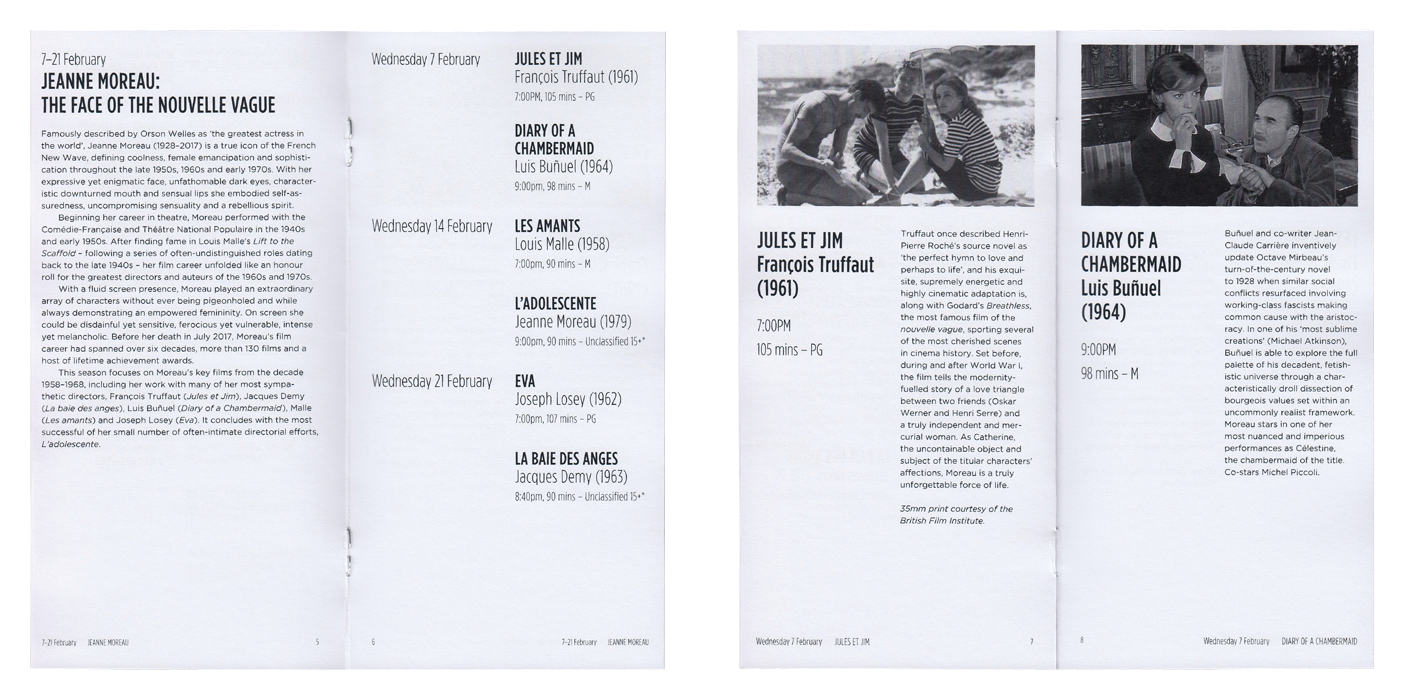 7–21 February
JEANNE MOREAU:
THE FACE OF THE NOUVELLE VAGUE
Famously described by Orson Welles as ‘the greatest actress in
the world’, Jeanne Moreau (1928–2017) is a true icon of the French
New Wave, defining coolness, female emancipation and sophisti-
cation throughout the late 1950s, 1960s and early 1970s. With her
expressive yet enigmatic face, unfathomable dark eyes, character-
istic downturned mouth and sensual lips she embodied self-as-
suredness, uncompromising sensuality and a rebellious spirit.
Beginning her career in theatre, Moreau performed with the
Comédie-Française and Théâtre National Populaire in the 1940s
and early 1950s. After finding fame in Louis Malle’s Lift to the
Scaffold – following a series of often-undistinguished roles dating
back to the late 1940s – her film career unfolded like an honour
roll for the greatest directors and auteurs of the 1960s and 1970s.
With a fluid screen presence, Moreau played an extraordinary
array of characters without ever being pigeonholed and while
always demonstrating an empowered femininity. On screen she
could be disdainful yet sensitive, ferocious yet vulnerable, intense
yet melancholic. Before her death in July 2017, Moreau’s film
career had spanned over six decades, more than 130 films and a
host of lifetime achievement awards.
This season focuses on Moreau’s key films from the decade
1958–1968, including her work with many of her most sympa-
thetic directors, François Truffaut (Jules et Jim), Jacques Demy
(La baie des anges), Luis Buñuel (Diary of a Chambermaid), Malle
(Les amants) and Joseph Losey (Eva). It concludes with the most
successful of her small number of often-intimate directorial efforts,
L’adolescente.
7–21 February JEANNE MOREAU 5
Wednesday 7 February
JULES ET JIM
François Truffaut (1961)
7:00PM, 105 mins – PG
DIARY OF A
CHAMBERMAID
Luis Buñuel (1964)
9:00pm, 98 mins – M
Wednesday 14 February
LES AMANTS
Louis Malle (1958)
7:00pm, 90 mins – M
L’ADOLESCENTE
Jeanne Moreau (1979)
9:00pm, 90 mins – Unclassified 15+*
Wednesday 21 February
EVA
Joseph Losey (1962)
7:00pm, 107 mins – PG
LA BAIE DES ANGES
Jacques Demy (1963)
8:40pm, 90 mins – Unclassified 15+*
6 7–21 February JEANNE MOREAU
JULES ET JIM
François Truffaut
(1961)
7:00PM
105 mins – PG
Truffaut once described Henri-
Pierre Roché’s source novel as
‘the perfect hymn to love and
perhaps to life’, and his exqui-
site, supremely energetic and
highly cinematic adaptation is,
along with Godard’s Breathless,
the most famous film of the
nouvelle vague, sporting several
of the most cherished scenes
in cinema history. Set before,
during and after World War I,
the film tells the modernity-
fuelled story of a love triangle
between two friends (Oskar
Werner and Henri Serre) and
a truly independent and mer-
curial woman. As Catherine,
the uncontainable object and
subject of the titular characters’
affections, Moreau is a truly
unforgettable force of life.
35mm print courtesy of the
British Film Institute.
Wednesday 7 February JULES ET JIM 7
DIARY OF A
CHAMBERMAID
Luis Buñuel
(1964)
9:00PM
98 mins – M
Buñuel and co-writer Jean-
Claude Carrière inventively
update Octave Mirbeau’s
turn-of-the-century novel
to 1928 when similar social
conflicts resurfaced involving
working-class fascists making
common cause with the aristoc-
racy. In one of his ‘most sublime
creations’ (Michael Atkinson),
Buñuel is able to explore the full
palette of his decadent, fetish-
istic universe through a char-
acteristically droll dissection of
bourgeois values set within an
uncommonly realist framework.
Moreau stars in one of her
most nuanced and imperious
performances as Célestine,
the chambermaid of the title.
Co-stars Michel Piccoli.
8 Wednesday 7 February DIARY OF A CHAMBERMAID